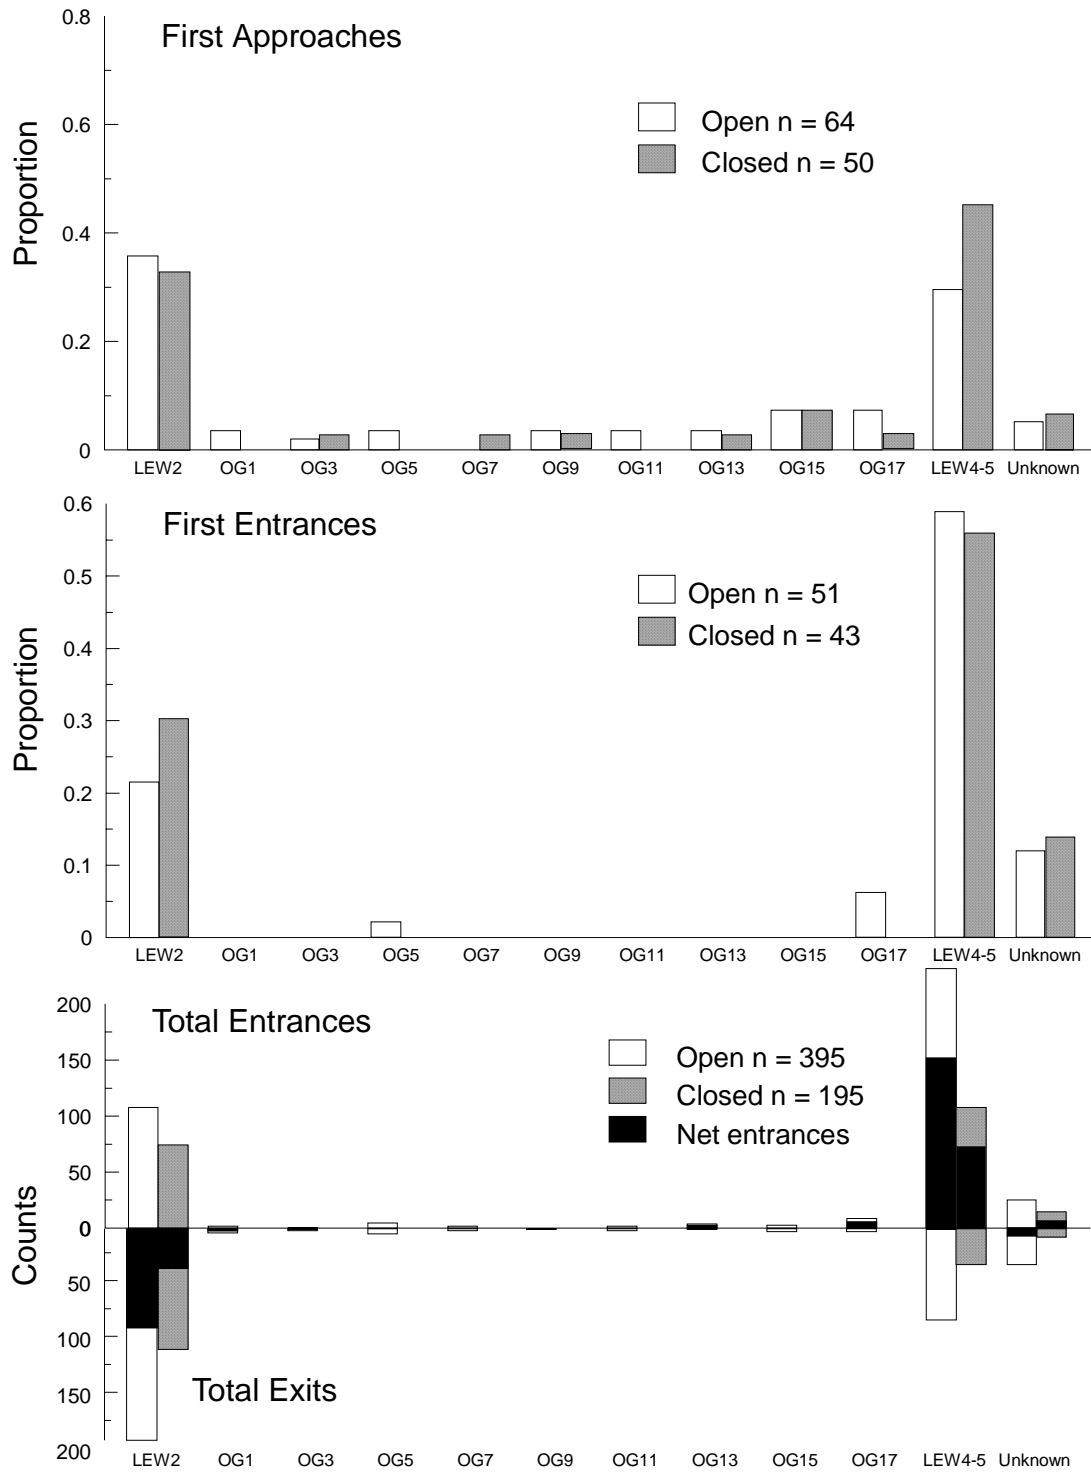 First Approaches
0.8
0.6
0.4
0.2
0
Proportion
Open n = 64
Closed n = 50
LEW2 OG1 OG3 OG5 OG7 OG9 OG11 OG13 OG15 OG17 LEW4-5 Unknown
First Entrances
0.6
0.5
0.4
0.3
0.2
0.1
0
Proportion
Open n = 51
Closed n = 43
LEW2 OG1 OG3 OG5 OG7 OG9 OG11 OG13 OG15 OG17 LEW4-5 Unknown
Total Entrances
200
150
100
50
0
50
100
150
200
Counts
Open n = 395
Closed n = 195
Net entrances
Total Exits
LEW2 OG1 OG3 OG5 OG7 OG9 OG11 OG13 OG15 OG17 LEW4-5 Unknown